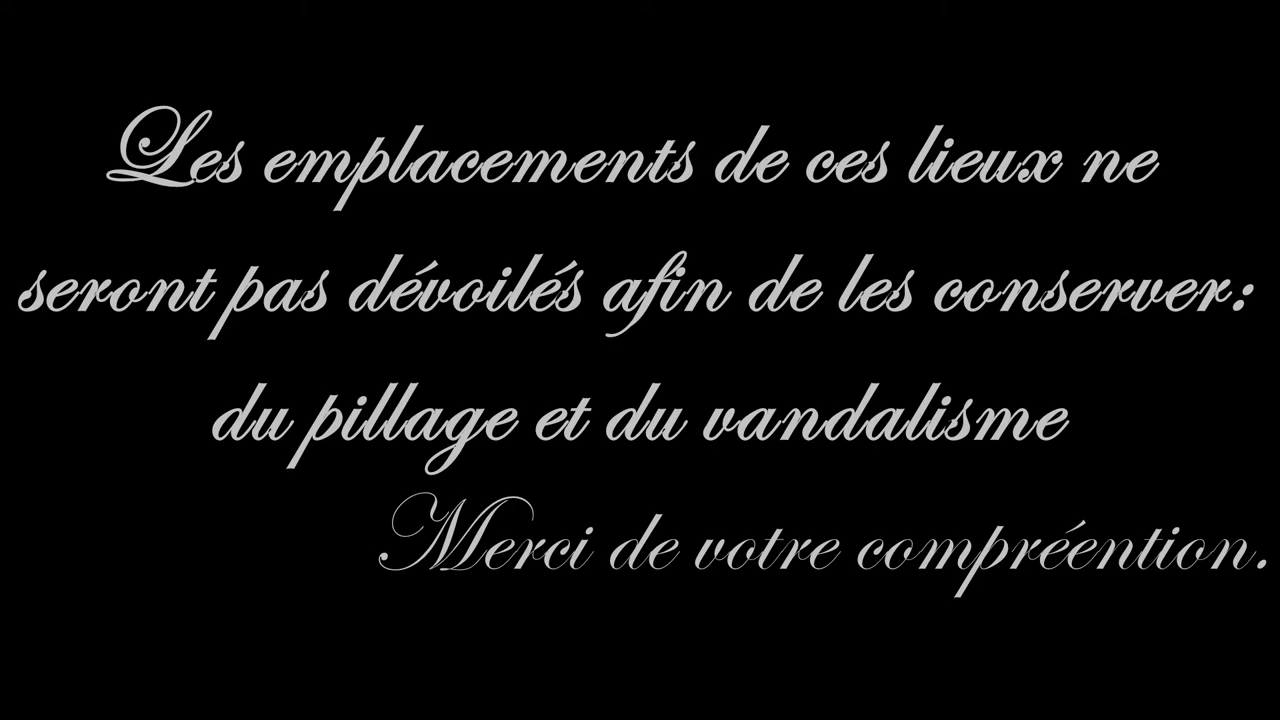 Les emplacements de ces lieux ne
seront pas dévoilés afin de les conserver:
du pillage et du vandalisme
Merci de votre compréention.